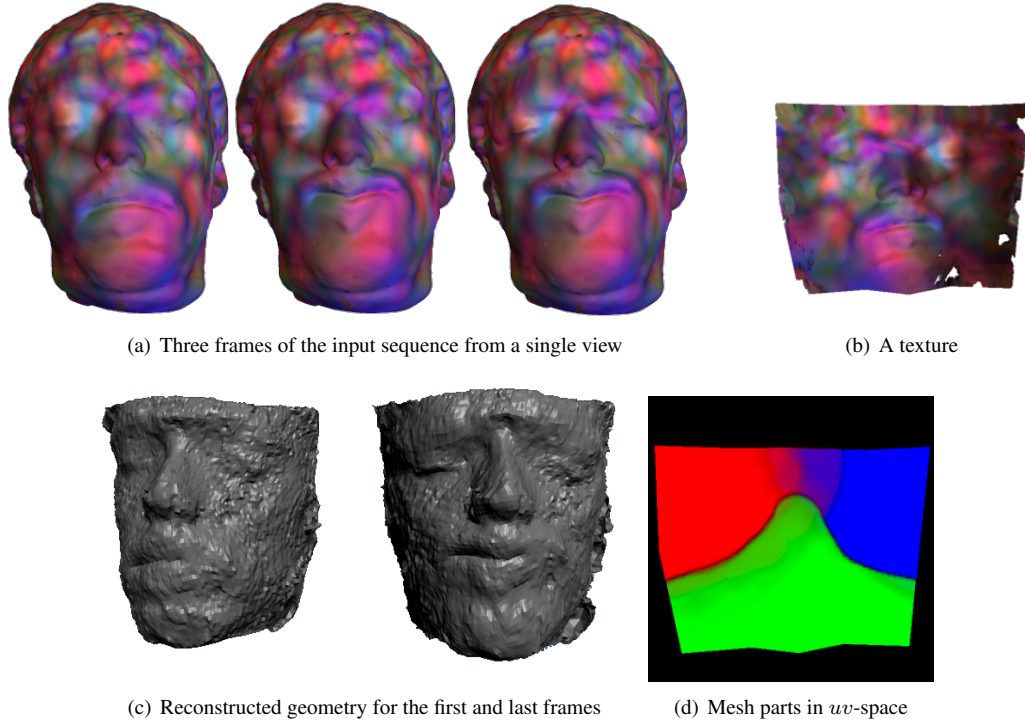 (a) Three frames of the input sequence from a single view
(b) A texture
(c) Reconstructed geometry for the first and last frames
(d) Mesh parts in uv-space